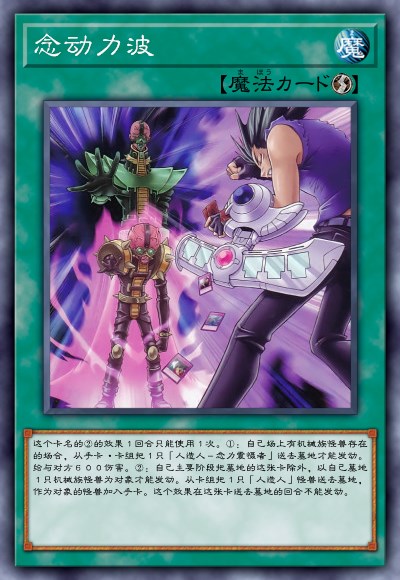 念动力波
魔
【魔法カード】
まほう
这个卡名的②的效果1回合只能使用1次。①:自己场上有机械族怪兽存在
的场合,从手卡·卡组把1只「人造人-念力震慑者」送去墓地才能发动。
给与对方600伤害。②:自己主要阶段把墓地的这张卡除外,以自己墓地
1只机械族怪兽为对象才能发动。从卡组把1只「人造人」怪兽送去墓地,
作为对象的怪兽加入手卡。这个效果在这张卡送去墓地的回合不能发动。